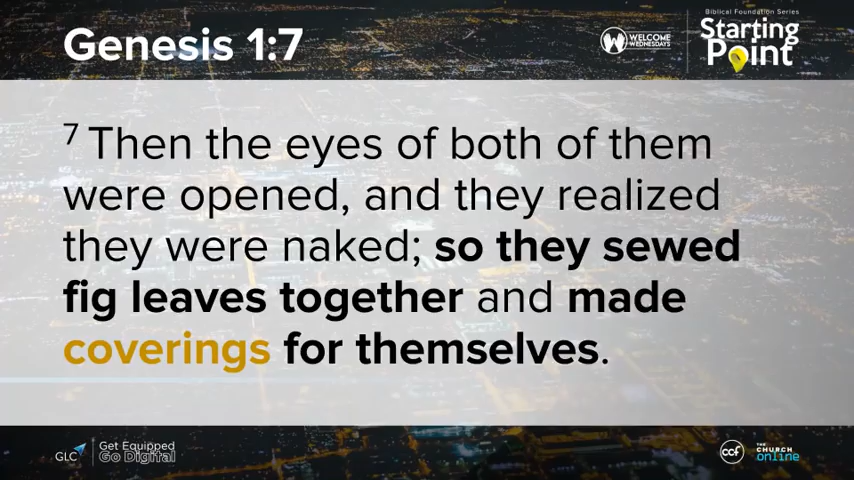 Genesis 1:7
WELCOME
WEDNESDAYS
Biblical Foundation Series
Starting
Point
7 Then the eyes of both of them
were opened, and they realized
they were naked; so they sewed
fig leaves together and made
coverings for themselves.
GLC
Get Equipped
Go Digital
ccf
THE
CHURCH
online